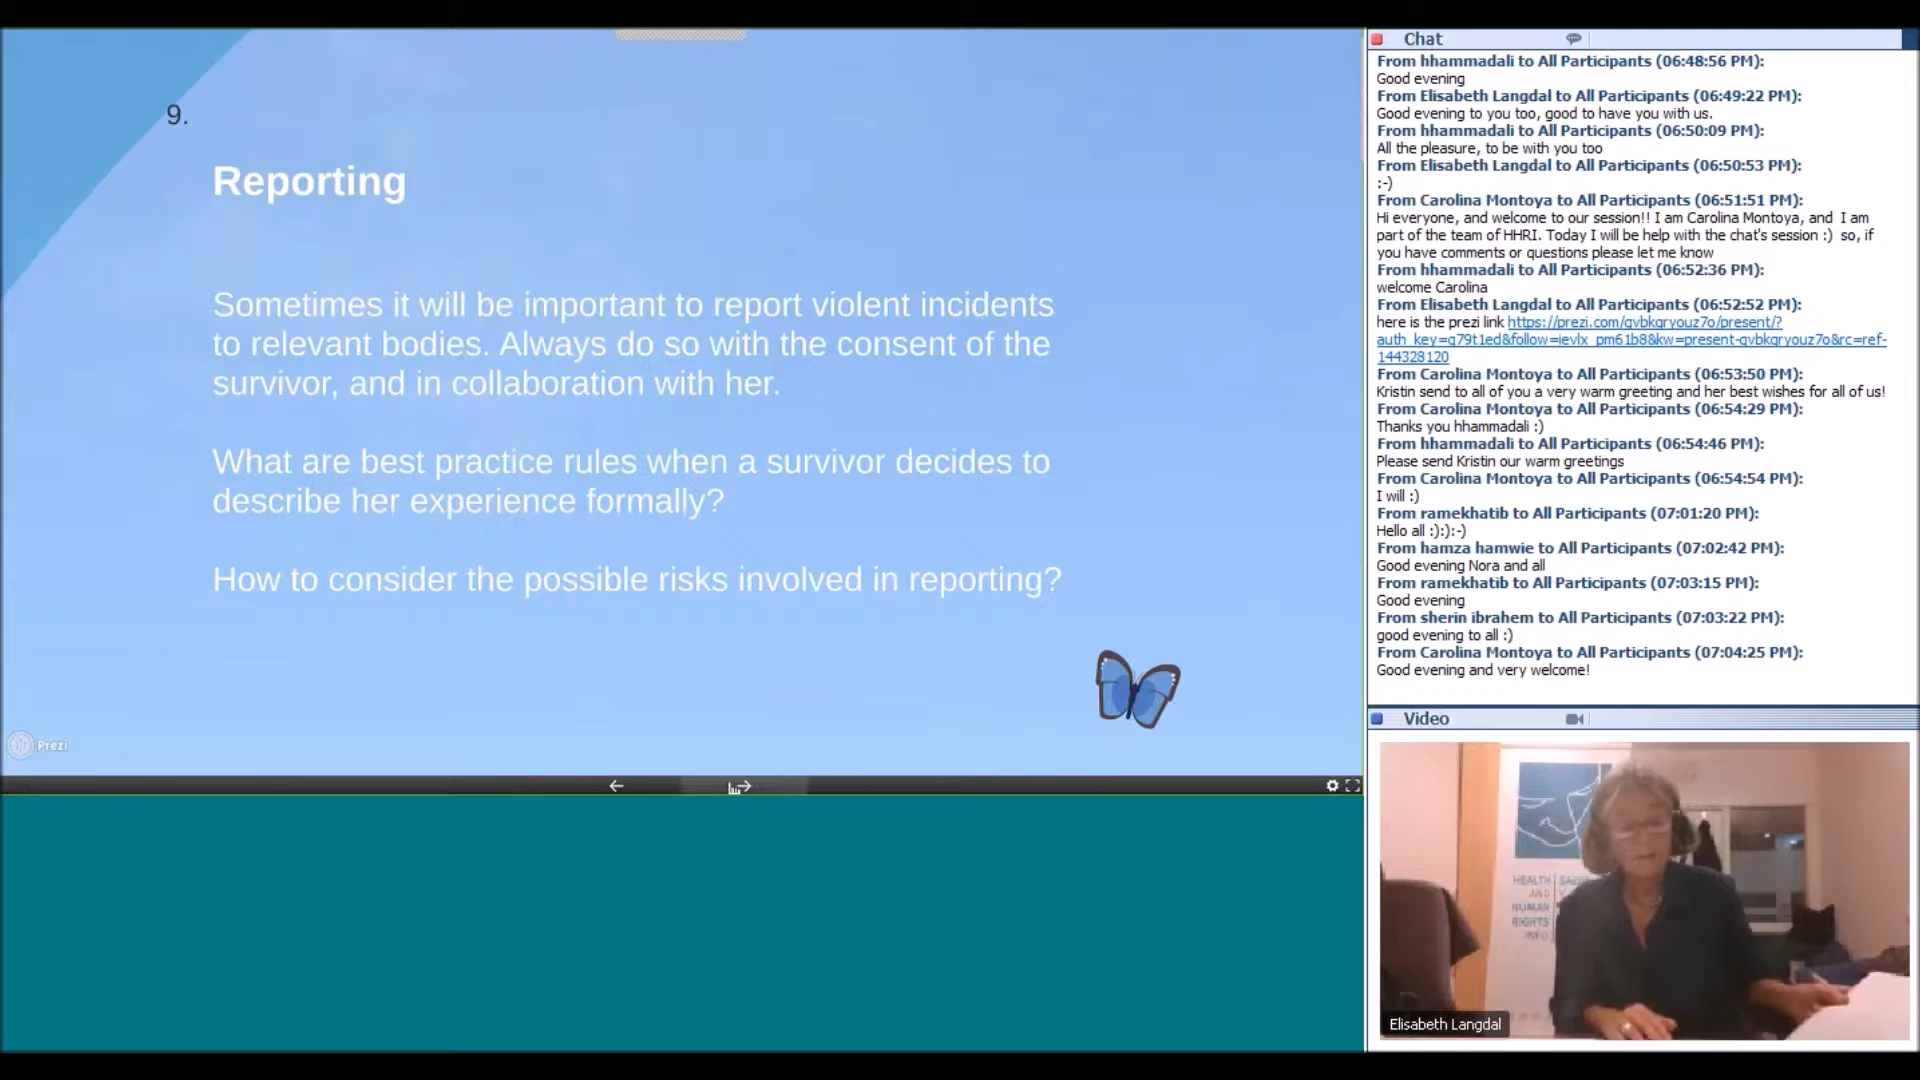 9.
Reporting
Sometimes it will be important to report violent incidents
to relevant bodies. Always do so with the consent of the
survivor, and in collaboration with her.
What are best practice rules when a survivor decides to
describe her experience formally?
How to consider the possible risks involved in reporting?
Prezi
Chat
From hhammadali to All Participants (06:48:56 PM):
Good evening
From Elisabeth Langdal to All Participants (06:49:22 PM):
Good evening to you too, good to have you with us.
From hhammadali to All Participants (06:50:09 PM):
All the pleasure, to be with you too
From Elisabeth Langdal to All Participants (06:50:53 PM):
:-)
From Carolina Montoya to All Participants (06:51:51 PM):
Hi everyone, and welcome to our session!! I am Carolina Montoya, and I am
part of the team of HHRI. Today I will be help with the chat's session :) so, if
you have comments or questions please let me know
From hhammadali to All Participants (06:52:36 PM):
welcome Carolina
From Elisabeth Langdal to All Participants (06:52:52 PM):
here is the prezi link https://prezi.com/gvbkgryouz7o/present/?
auth_key=g79t1ed&follow=ievlx_pm61b8&kw=present-gvbkgryouz7o&rc=ref-
144328120
From Carolina Montoya to All Participants (06:53:50 PM):
Kristin send to all of you a very warm greeting and her best wishes for all of us!
From Carolina Montoya to All Participants (06:54:29 PM):
Thanks you hhammadali :)
From hhammadali to All Participants (06:54:46 PM):
Please send Kristin our warm greetings
From Carolina Montoya to All Participants (06:54:54 PM):
I will :)
From ramekhatib to All Participants (07:01:20 PM):
Hello all :):):-)
From hamza hamwie to All Participants (07:02:42 PM):
Good evening Nora and all
From ramekhatib to All Participants (07:03:15 PM):
Good evening
From sherin ibrahem to All Participants (07:03:22 PM):
good evening to all :)
From Carolina Montoya to All Participants (07:04:25 PM):
Good evening and very welcome!
Video
HEALTH
AND
HUMAN
RIGHTS
INFO
Elisabeth Langdal